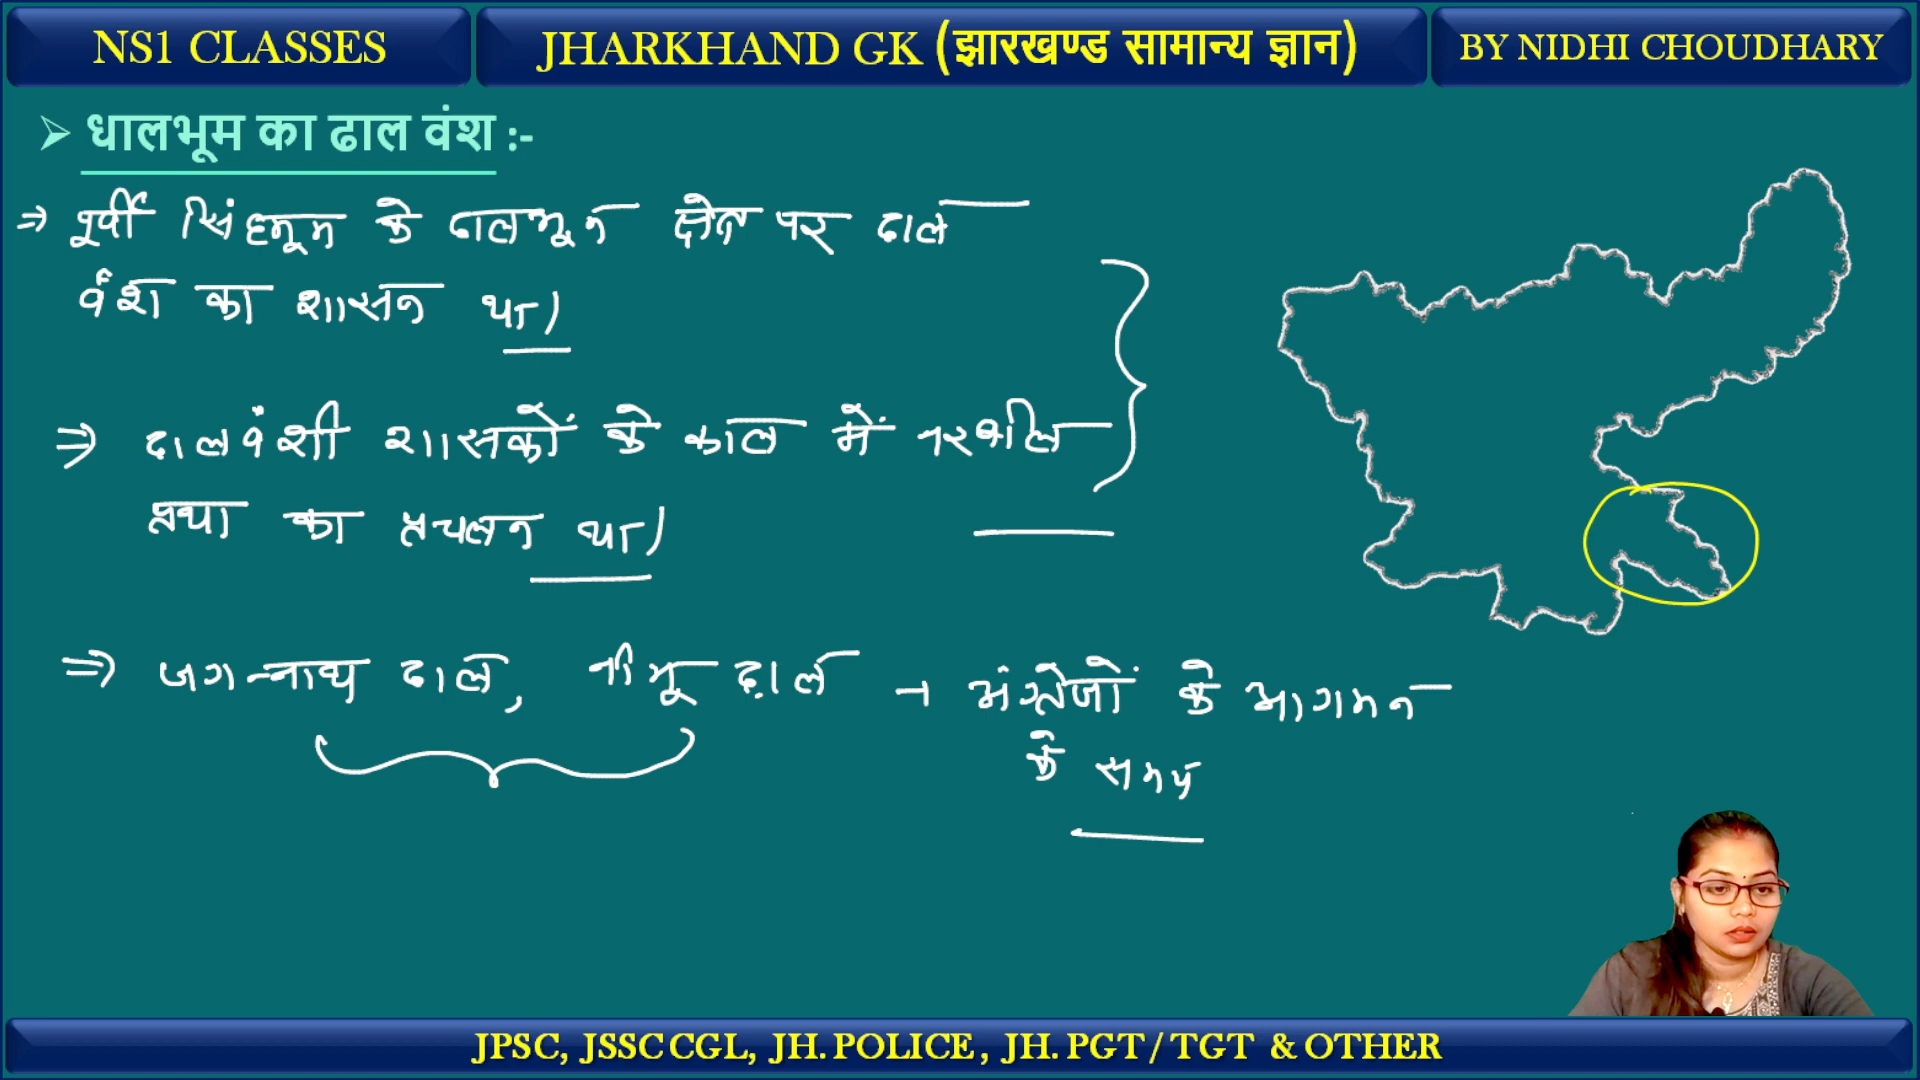 NS1 CLASSES
JHARKHAND GK (झारखण्ड सामान्य ज्ञान)
BY NIDHI CHOUDHARY
➢ धालभूम का ढाल वंश :-
⇒ पूर्वी सिंहभूम के ढालभूम क्षेत्र पर ढाल
वंश का शासन था।
⇒ ढालवंशी शासकों के काल में नरबलि
प्रथा का प्रचलन था।
⇒ जगन्नाथ ढाल, नीमू ढाल → अंग्रेजों के आगमन
के समय
JPSC, JSSC CGL, JH. POLICE, JH. PGT / TGT & OTHER